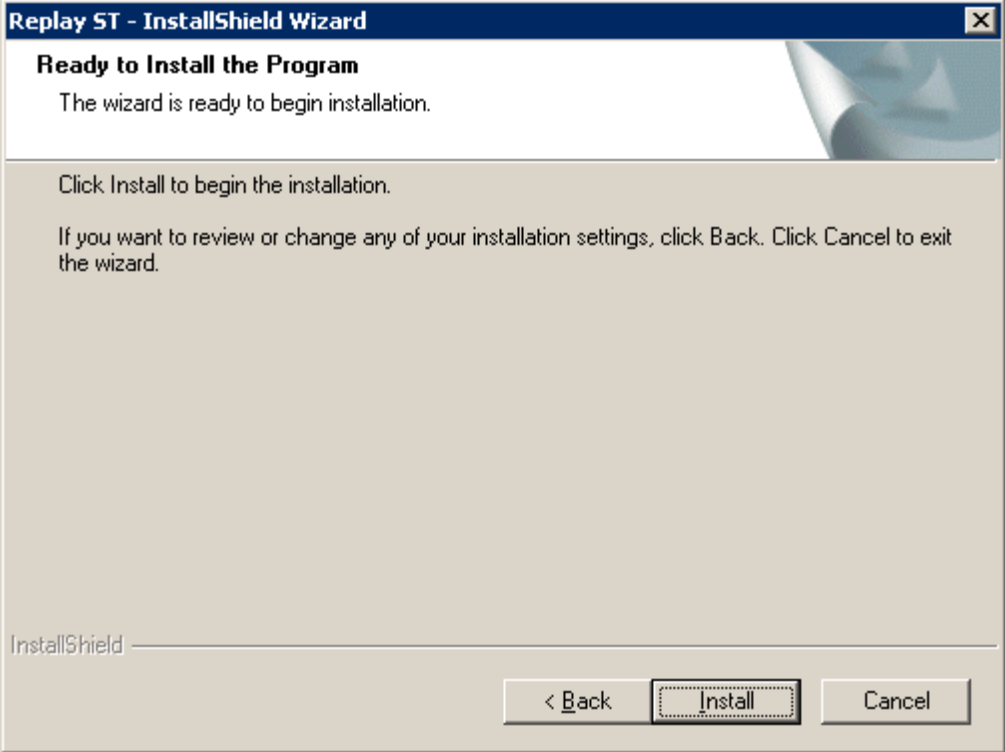 Replay ST - InstallShield Wizard
Ready to Install the Program
The wizard is ready to begin installation.
Click Install to begin the installation.
If you want to review or change any of your installation settings, click Back. Click Cancel to exit
the wizard.
InstallShield
< Back Install Cancel